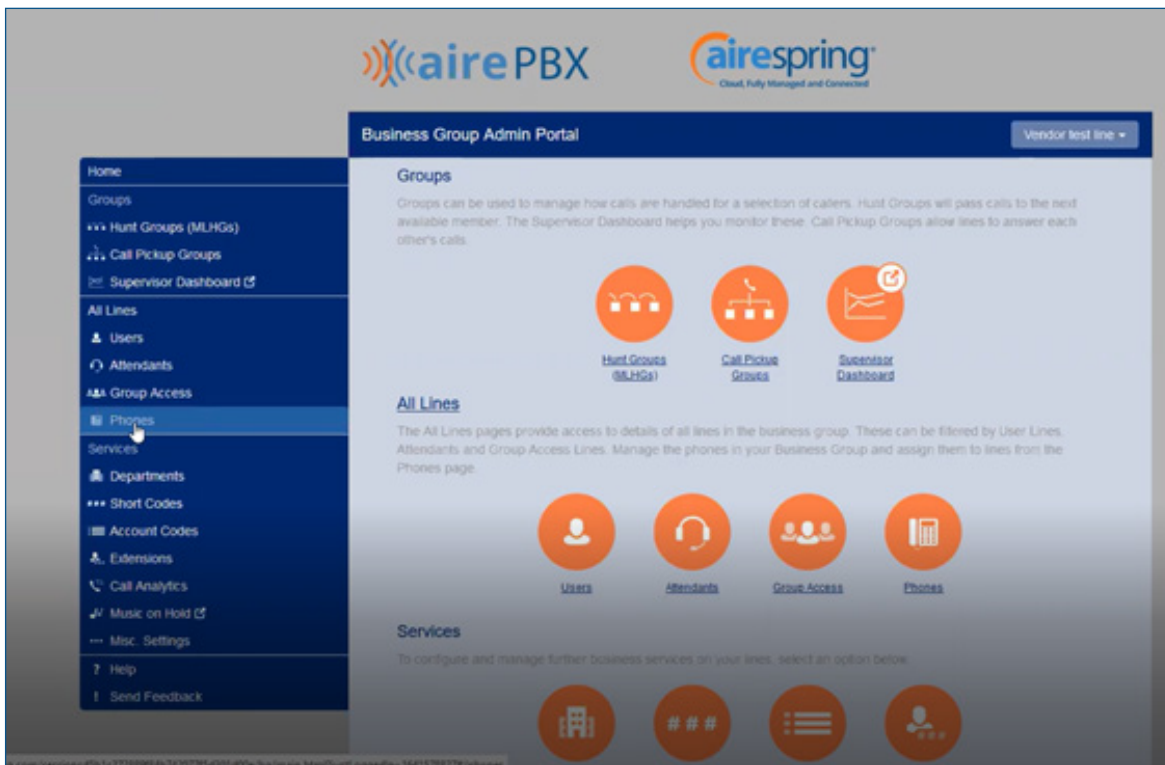 airePBX
airespring
Cloud, Fully Managed and Connected
Business Group Admin Portal
Vendor test line
Home
Groups
Hunt Groups (MLHGs)
Call Pickup Groups
Supervisor Dashboard
All Lines
Users
Attendants
Group Access
Phones
Services
Departments
Short Codes
Account Codes
Extensions
Call Analytics
Music on Hold
Misc. Settings
? Help
! Send Feedback
Groups
Groups can be used to manage how calls are handled for a selection of callers. Hunt Groups will pass calls to the next
available member. The Supervisor Dashboard helps you monitor these. Call Pickup Groups allow lines to answer each
other's calls.
Hunt Groups
(MLHGs)
Call Pickup
Groups
Supervisor
Dashboard
All Lines
The All Lines pages provide access to details of all lines in the business group. These can be filtered by User Lines,
Attendants and Group Access Lines. Manage the phones in your Business Group and assign them to lines from the
Phones page.
Users
Attendants
Group Access
Phones
Services
To configure and manage further business services on your lines, select an option below.
###